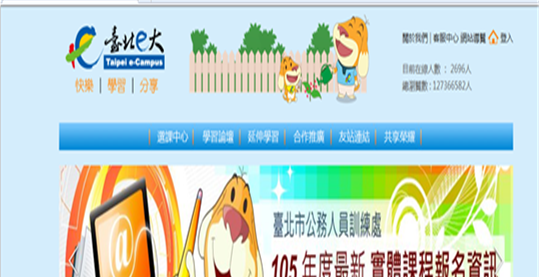 臺北e大
Taipei e-Campus
快樂 | 學習 | 分享
關於我們 | 客服中心 網站導覽 登入
目前在線人數 : 2696人
總瀏覽數 : 127366582人
| 選課中心 | 學習論壇 | 延伸學習 | 合作推廣 | 友站連結 | 共享榮耀 |
@
臺北市公務人員訓練處
105 年度最新 實體課程報名資訊